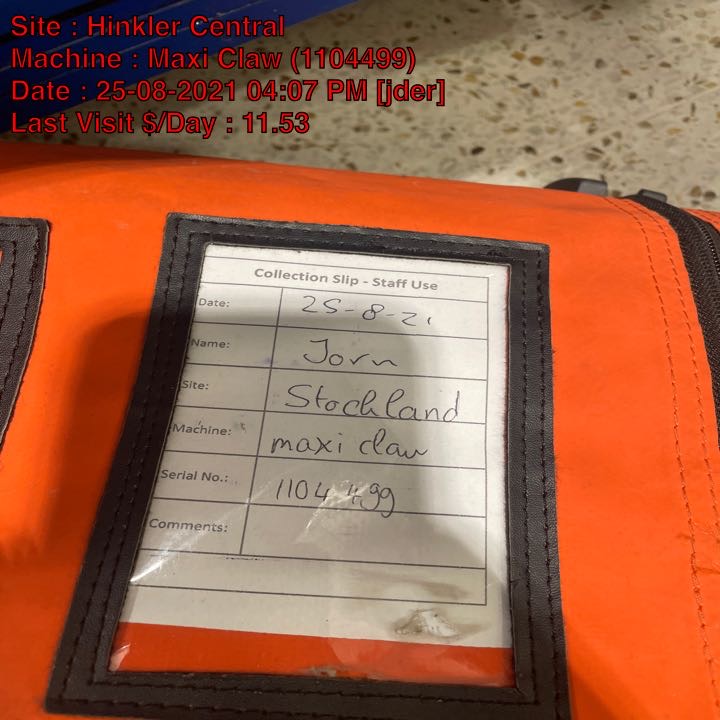 Site : Hinkler Central
Machine : Maxi Claw (1104499)
Date : 25-08-2021 04:07 PM [jder]
Last Visit $/Day : 11.53
Collection Slip - Staff Use
Date: 25-8-21
Name: Jorn
Site: Stockland
Machine: maxi claw
Serial No.: 1104 499
Comments: